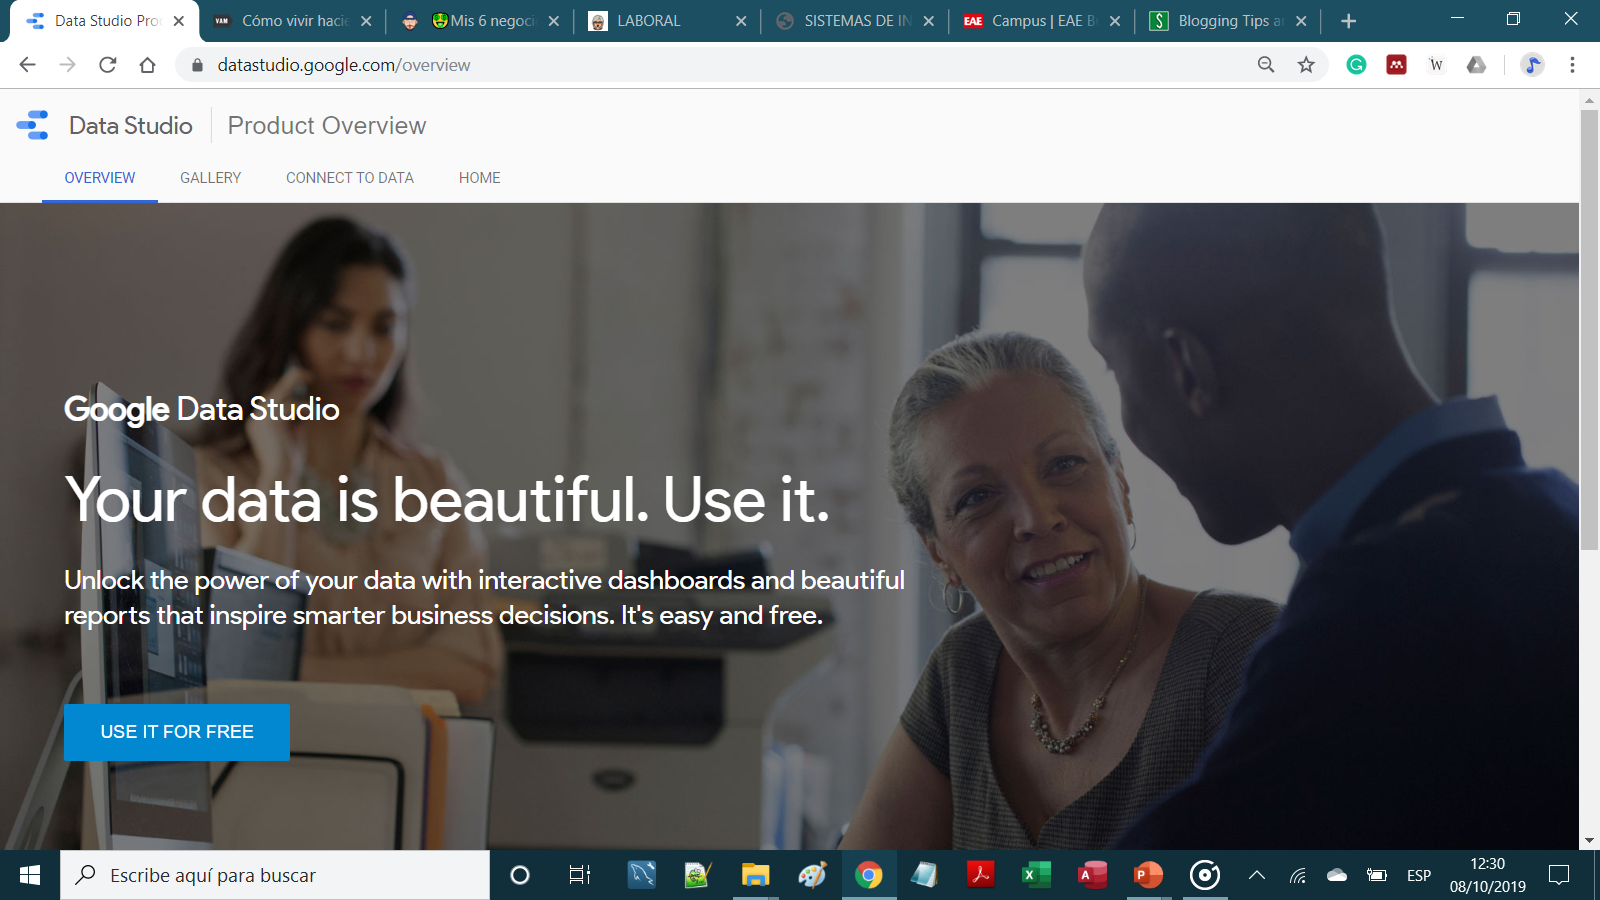 Data Studio Pro
VAM
Cómo vivir hacie
Mis 6 negoci
LABORAL
SISTEMAS DE IN
EAE
Campus | EAE B
S
Blogging Tips a
datastudio.google.com/overview
W
Data Studio
Product Overview
OVERVIEW
GALLERY
CONNECT TO DATA
HOME
Google Data Studio
Your data is beautiful. Use it.
Unlock the power of your data with interactive dashboards and beautiful
reports that inspire smarter business decisions. It's easy and free.
USE IT FOR FREE
Escribe aquí para buscar
ESP
12:30
08/10/2019